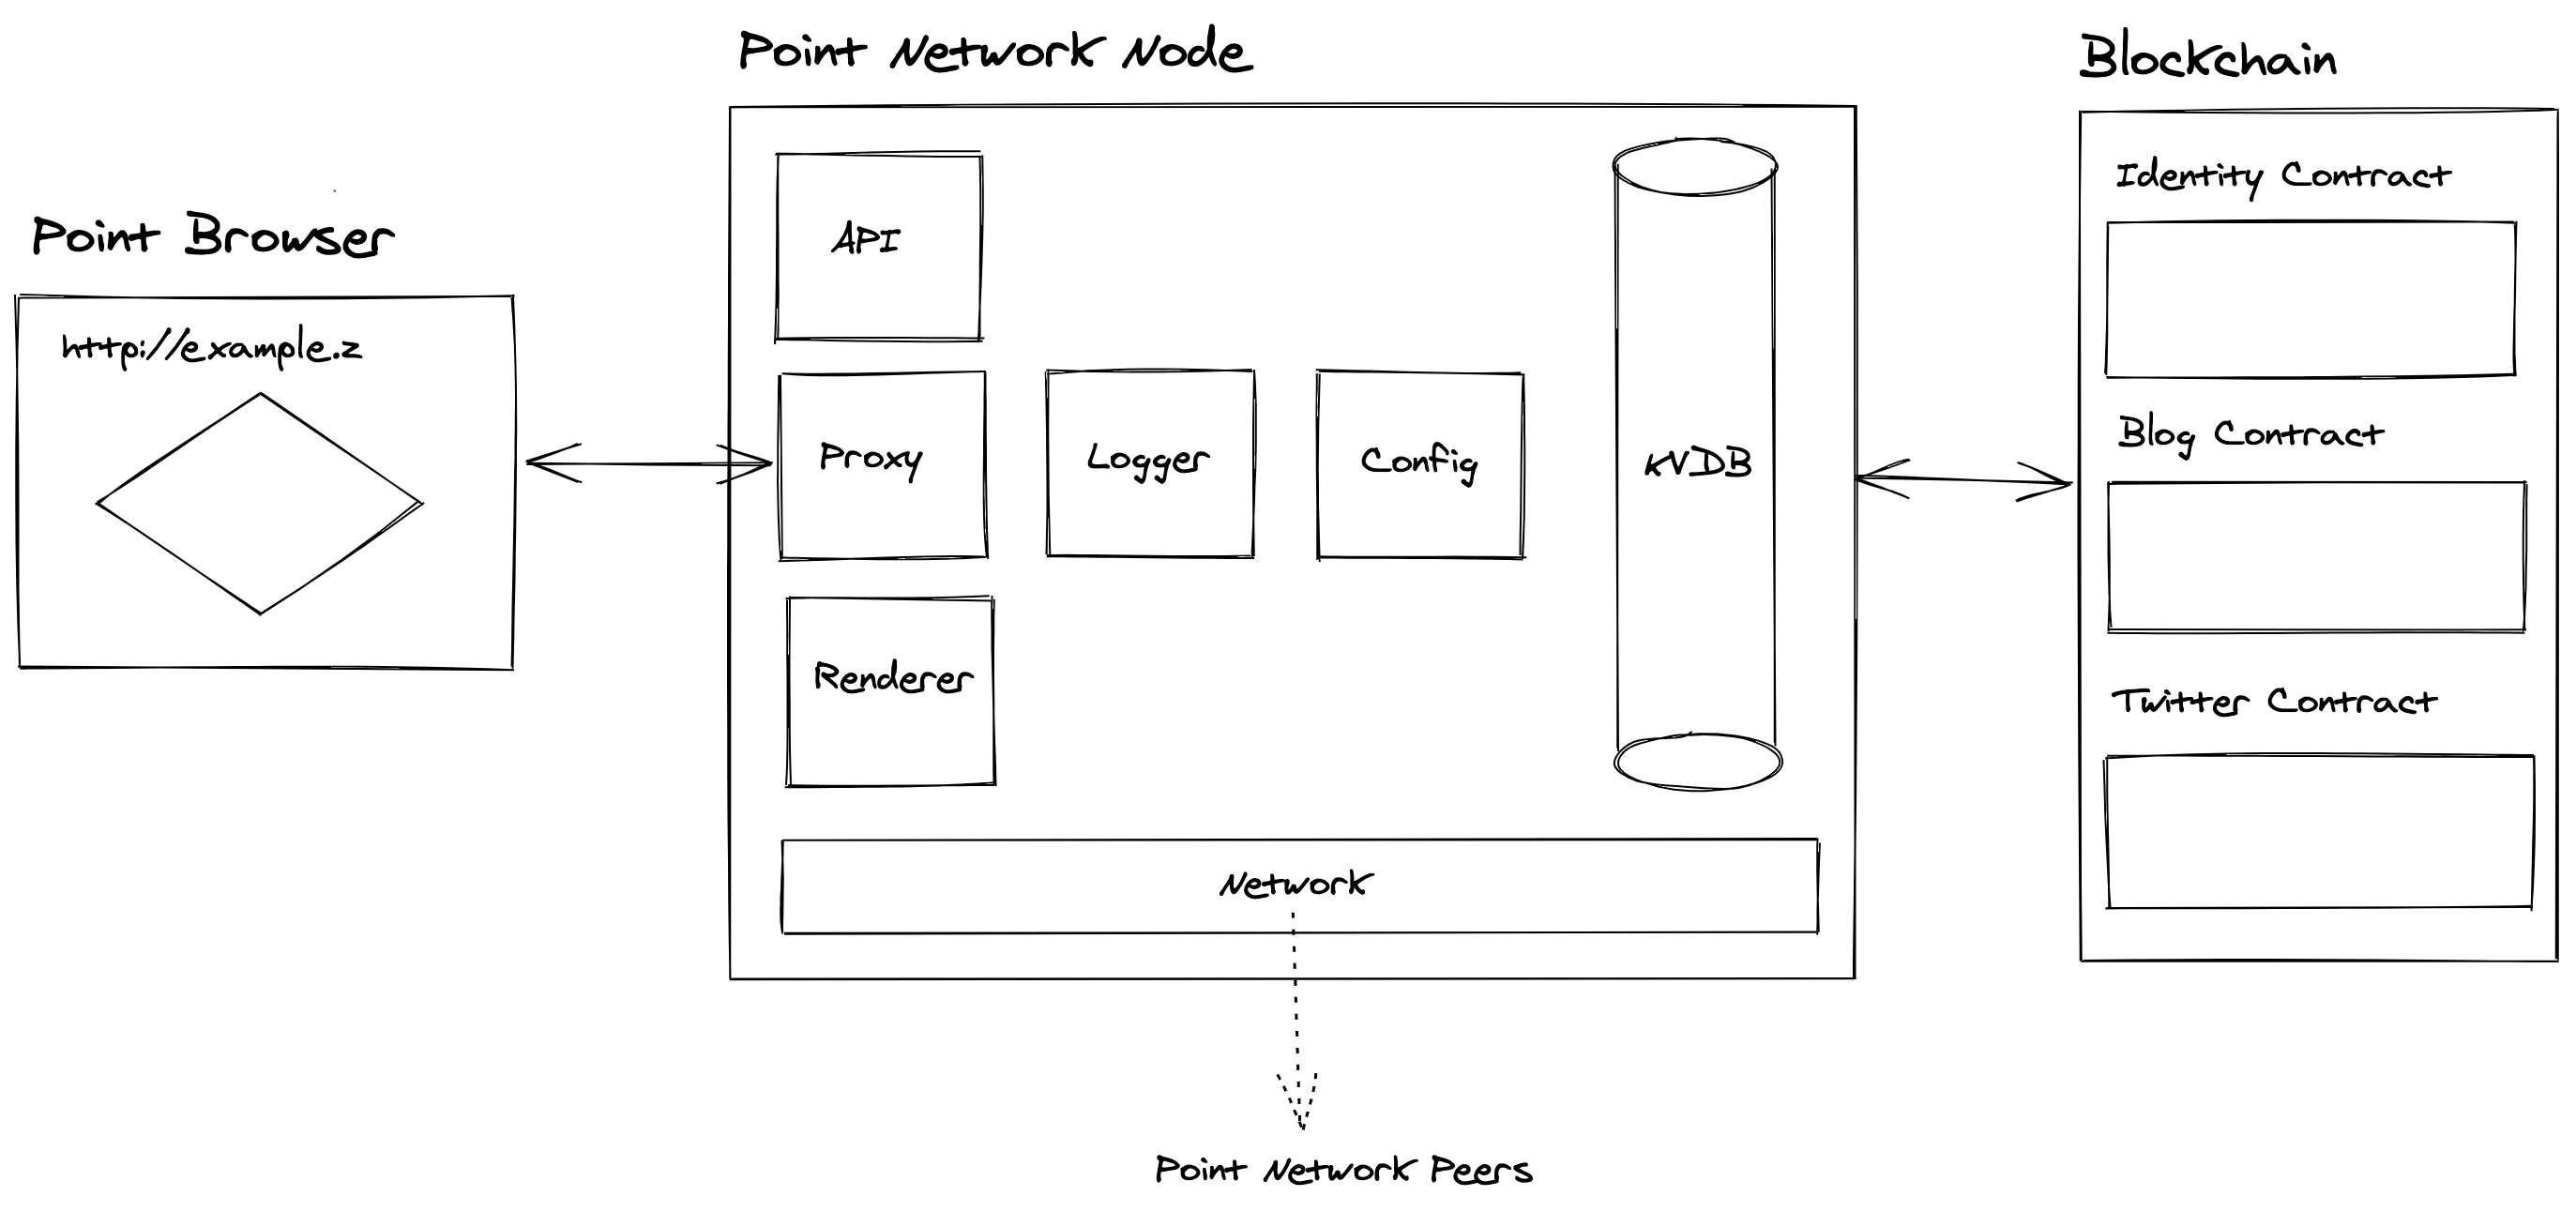 Point Network Node
Blockchain
Point Browser
http://example.z
API
Proxy
Logger
Config
KVDB
Renderer
Network
Identity Contract
Blog Contract
Twitter Contract
Point Network Peers